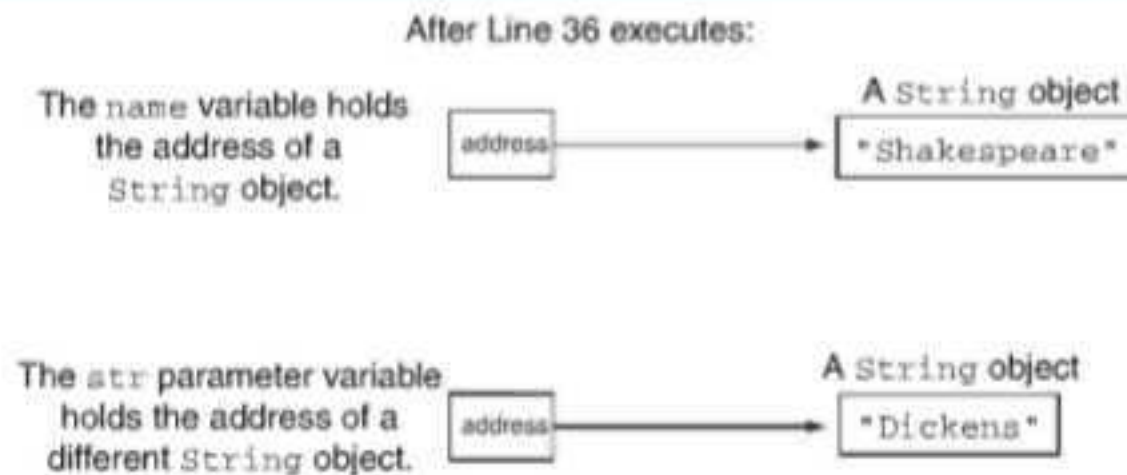 After Line 36 executes:
The name variable holds
the address of a
String object.
address
A String object
"Shakespeare"
The str parameter variable
holds the address of a
different String object.
address
A String object
"Dickens"